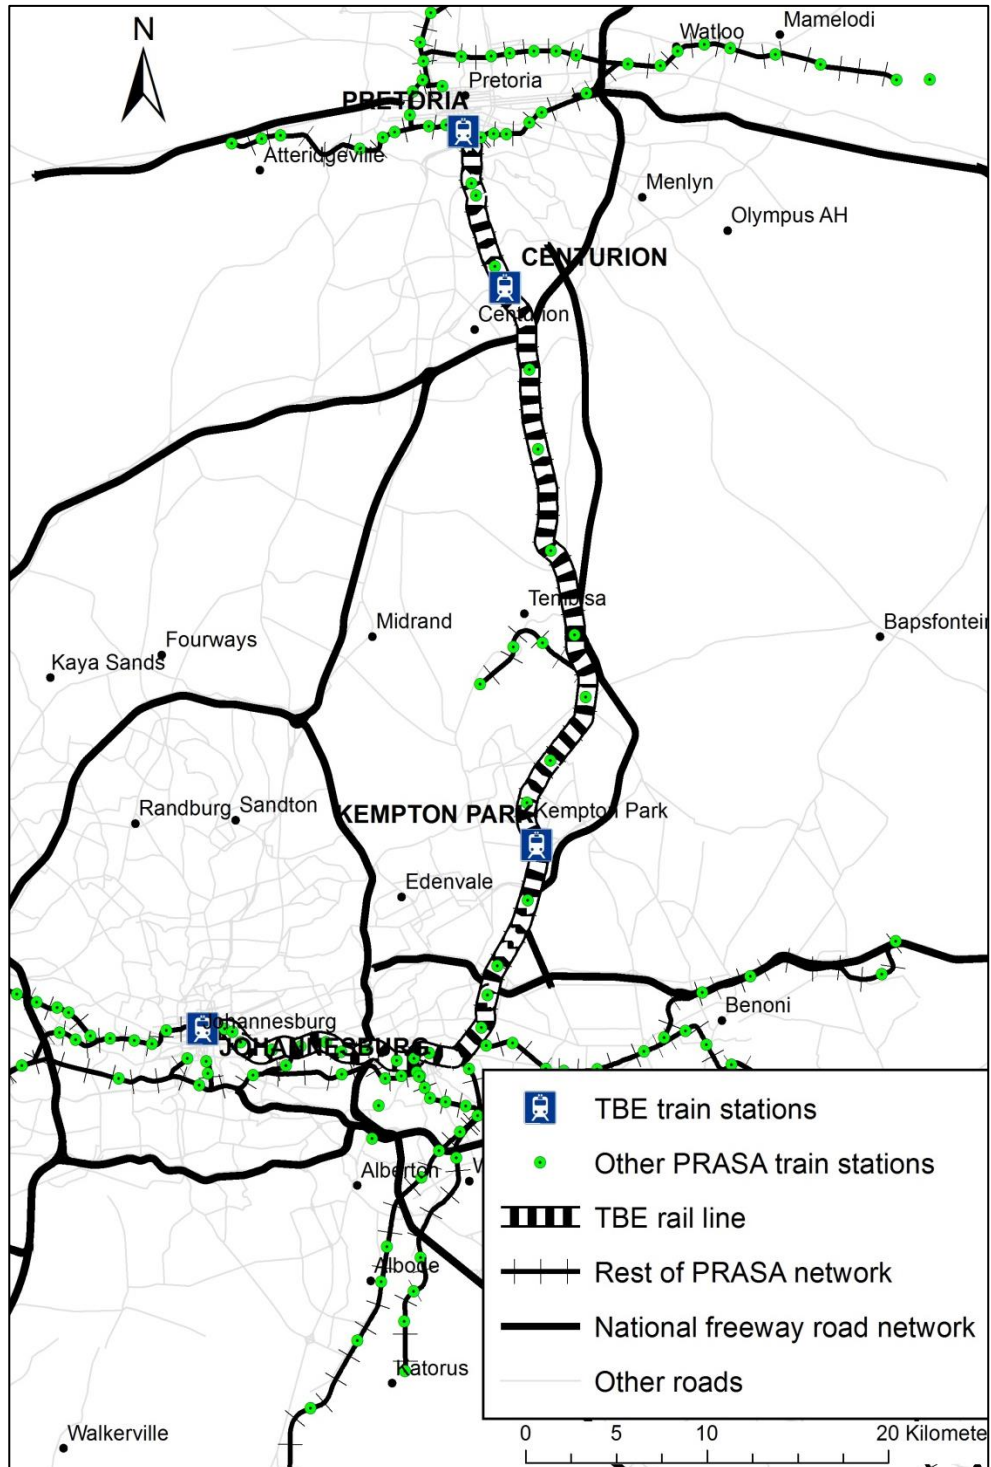 N
Mamelodi
Watloo
Pretoria
PRETORIA
Atteridgeville
Menlyn
Olympus AH
CENTURION
Centurion
Tembisa
Midrand
Bapsfontein
Fourways
Kaya Sands
Randburg
Sandton
KEMPTON PARK
Kempton Park
Edenvale
Benoni
Johannesburg
JOHANNESBURG
TBE train stations
Other PRASA train stations
TBE rail line
Rest of PRASA network
National freeway road network
Other roads
Alberton
W
Albode
Katorus
Walkerville
0 5 10 20 Kilomete